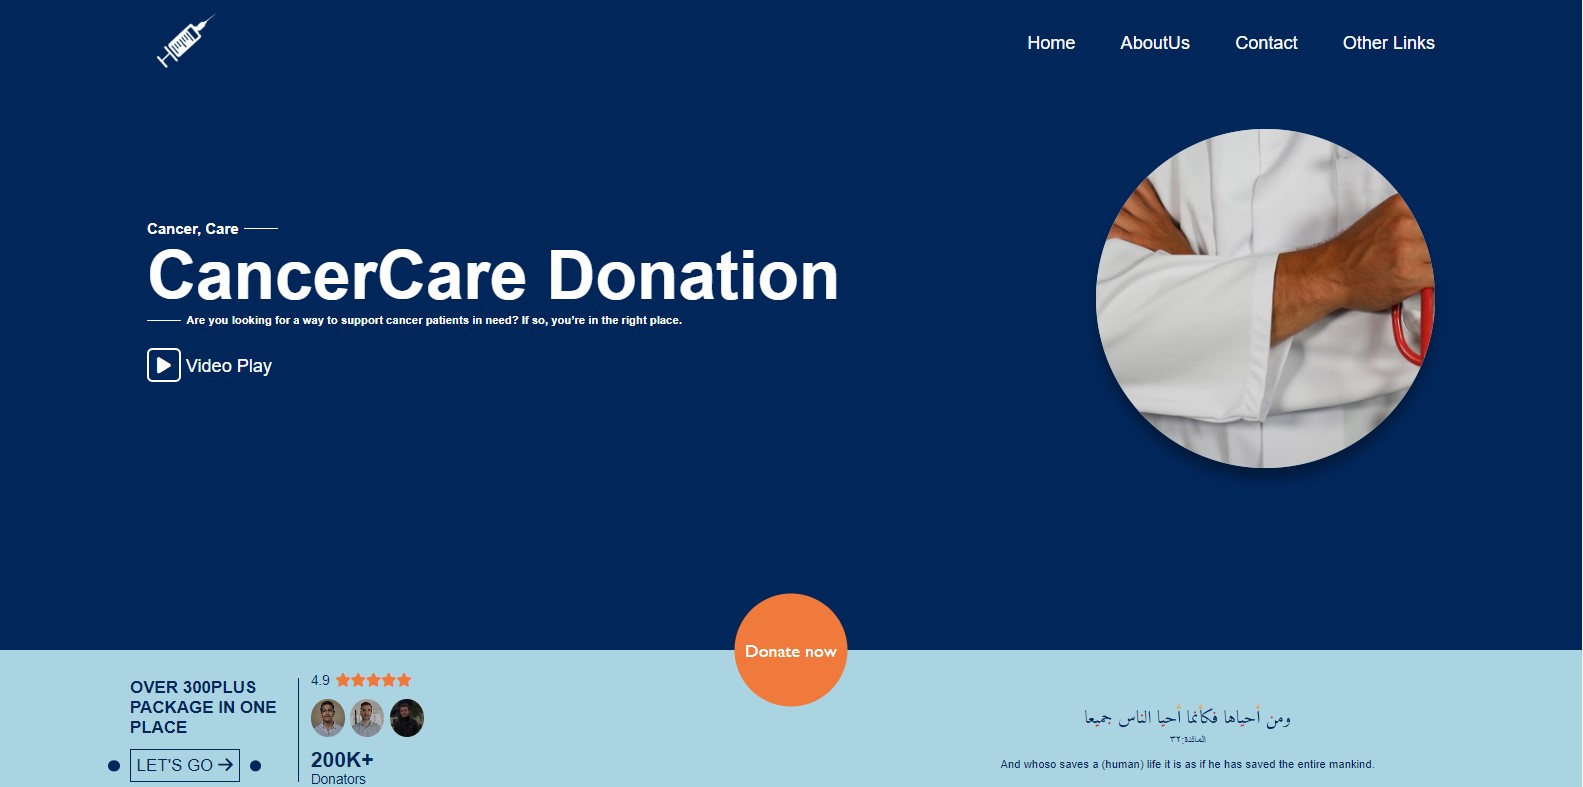 Home AboutUs Contact Other Links
Cancer, Care
CancerCare Donation
Are you looking for a way to support cancer patients in need? If so, you’re in the right place.
Video Play
Donate now
OVER 300PLUS
PACKAGE IN ONE
PLACE
LET'S GO
4.9
200K+
Donators
ومن أحياها فكأنما أحيا الناس جميعا
المائدة:٣٢
And whoso saves a (human) life it is as if he has saved the entire mankind.